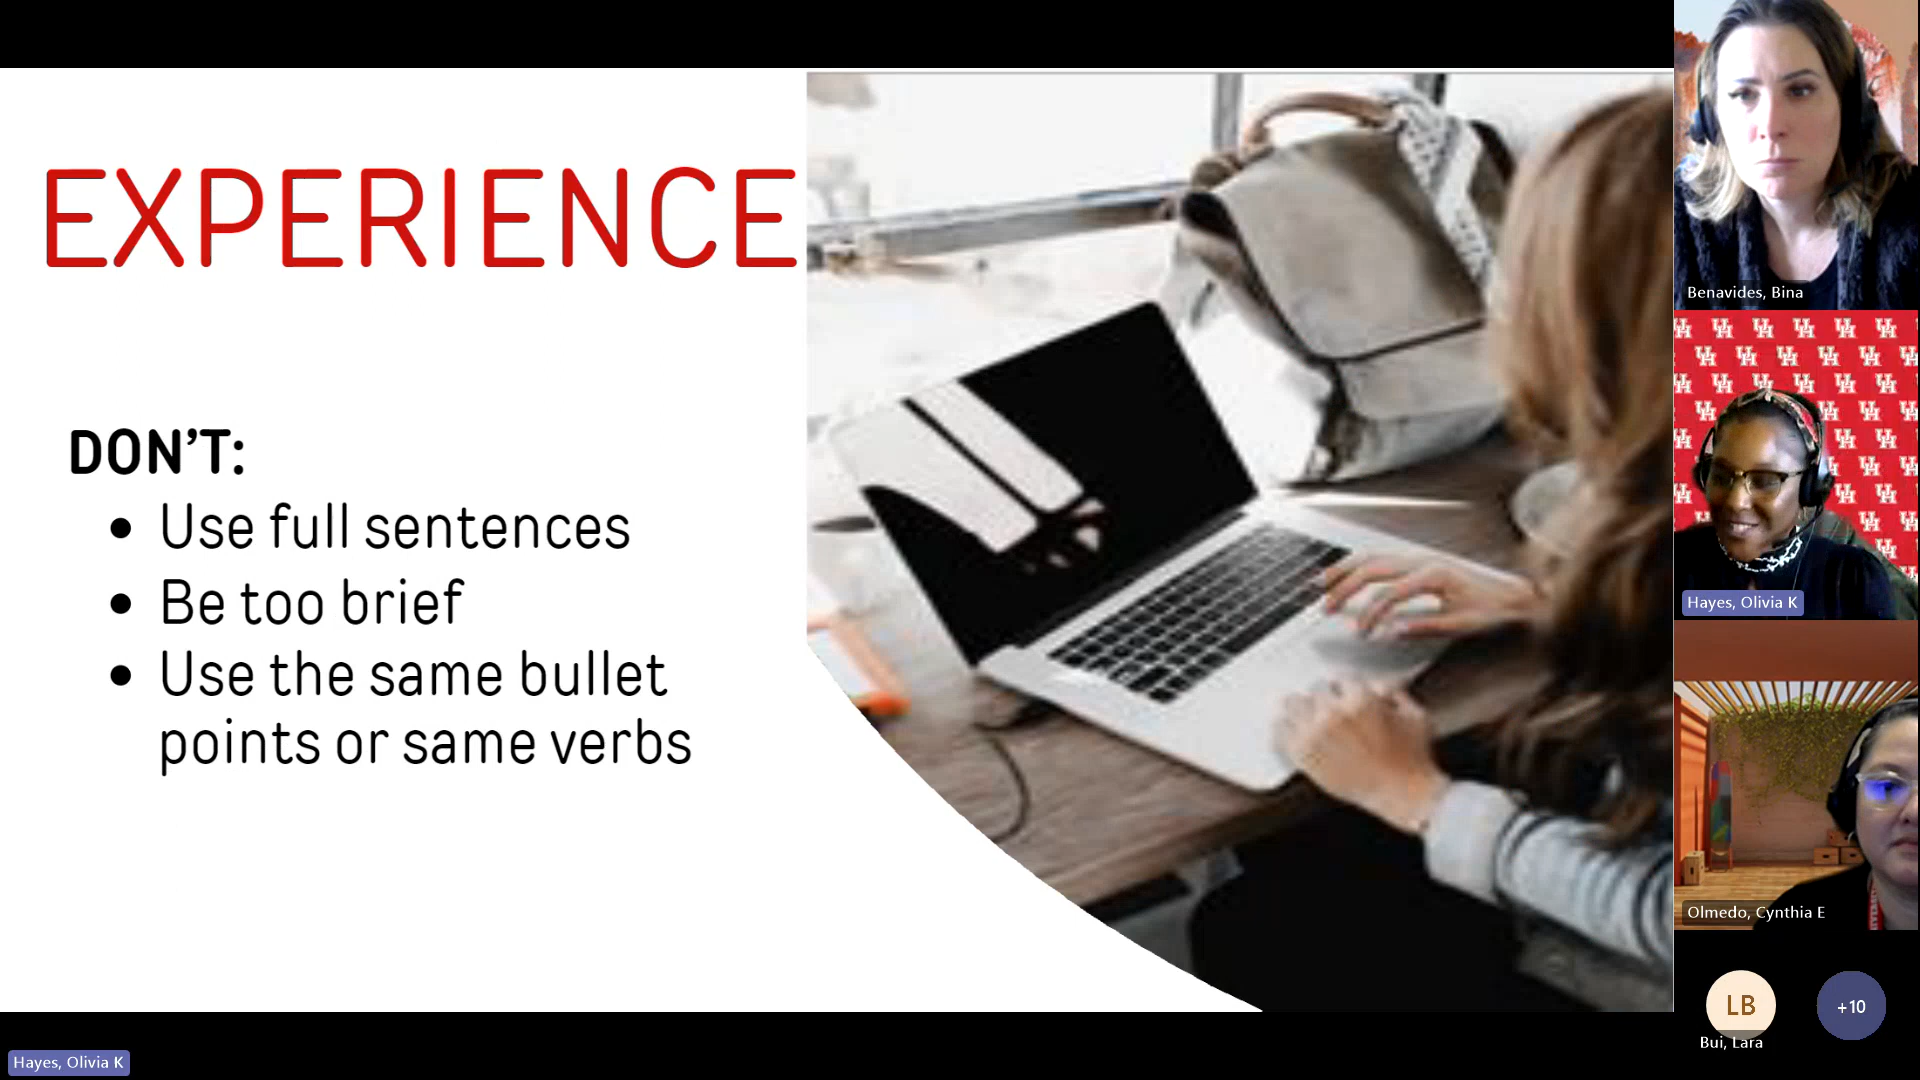 EXPERIENCE
DON'T:
• Use full sentences
• Be too brief
• Use the same bullet
points or same verbs
Benavides, Bina
Hayes, Olivia K
Olmedo, Cynthia E
LB
+10
Bui, Lara
Hayes, Olivia K